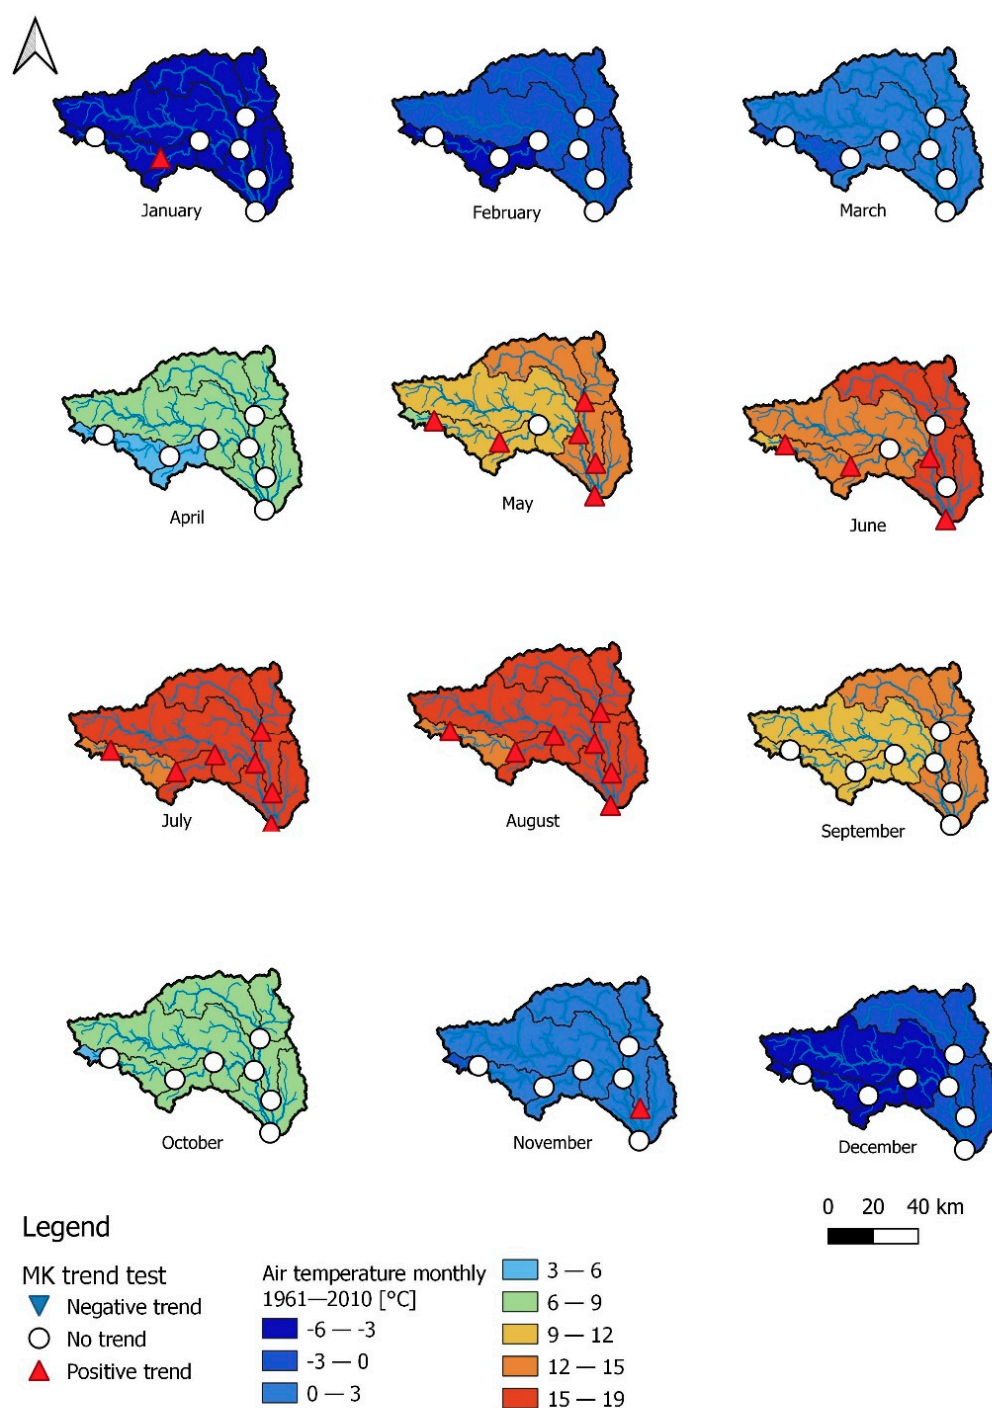 January
February
March
April
May
June
July
August
September
October
November
December
0 20 40 km
Legend
MK trend test
Negative trend
No trend
Positive trend
Air temperature monthly
1961—2010 [°C]
-6 — -3
-3 — 0
0 — 3
3 — 6
6 — 9
9 — 12
12 — 15
15 — 19